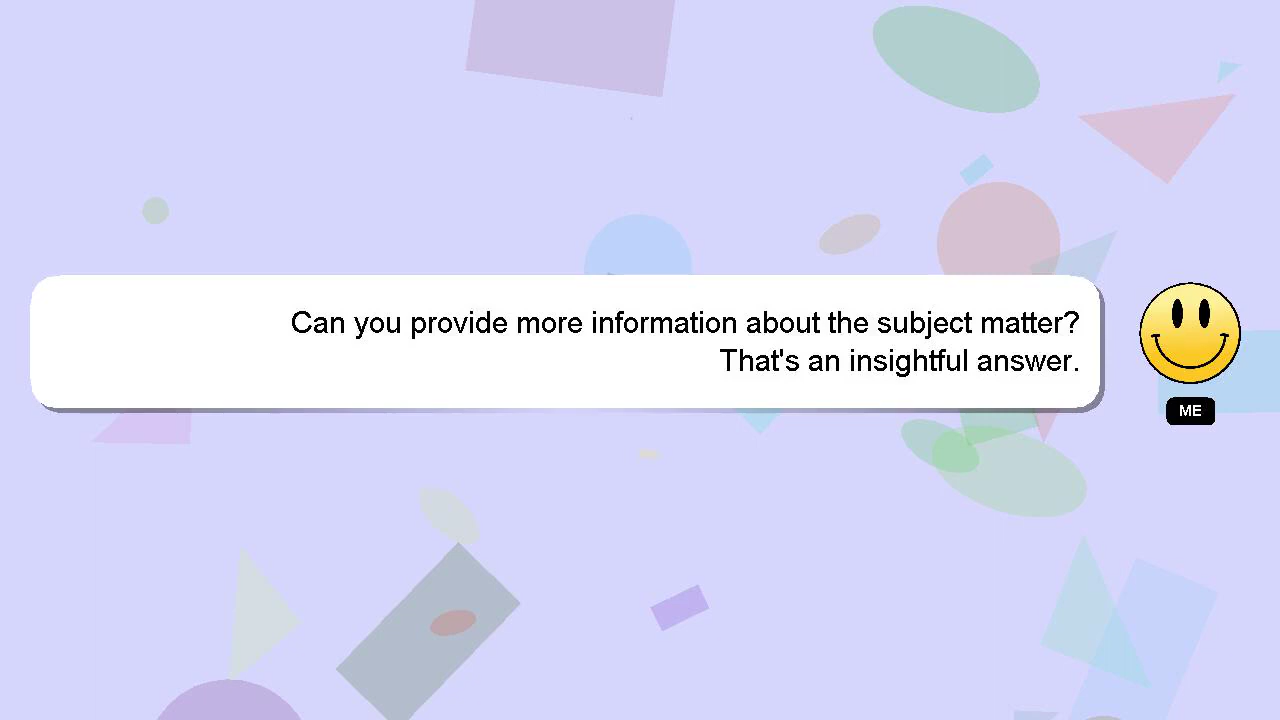 Can you provide more information about the subject matter?
That's an insightful answer.
ME